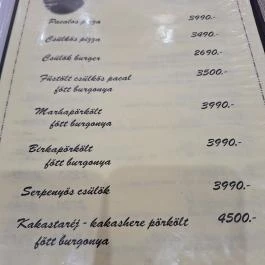 Pacalos pizza 3990.-
Csülkös pizza 3490.-
Csülök burger 2690.-
Füstölt csülkös pacal 3500.-
főtt burgonya
Marhapörkölt 3990.-
főtt burgonya
Birkapörkölt 3990.-
főtt burgonya
Serpenyős csülök 3990.-
Kakastaréj - kakashere pörkölt 4500.-
főtt burgonya